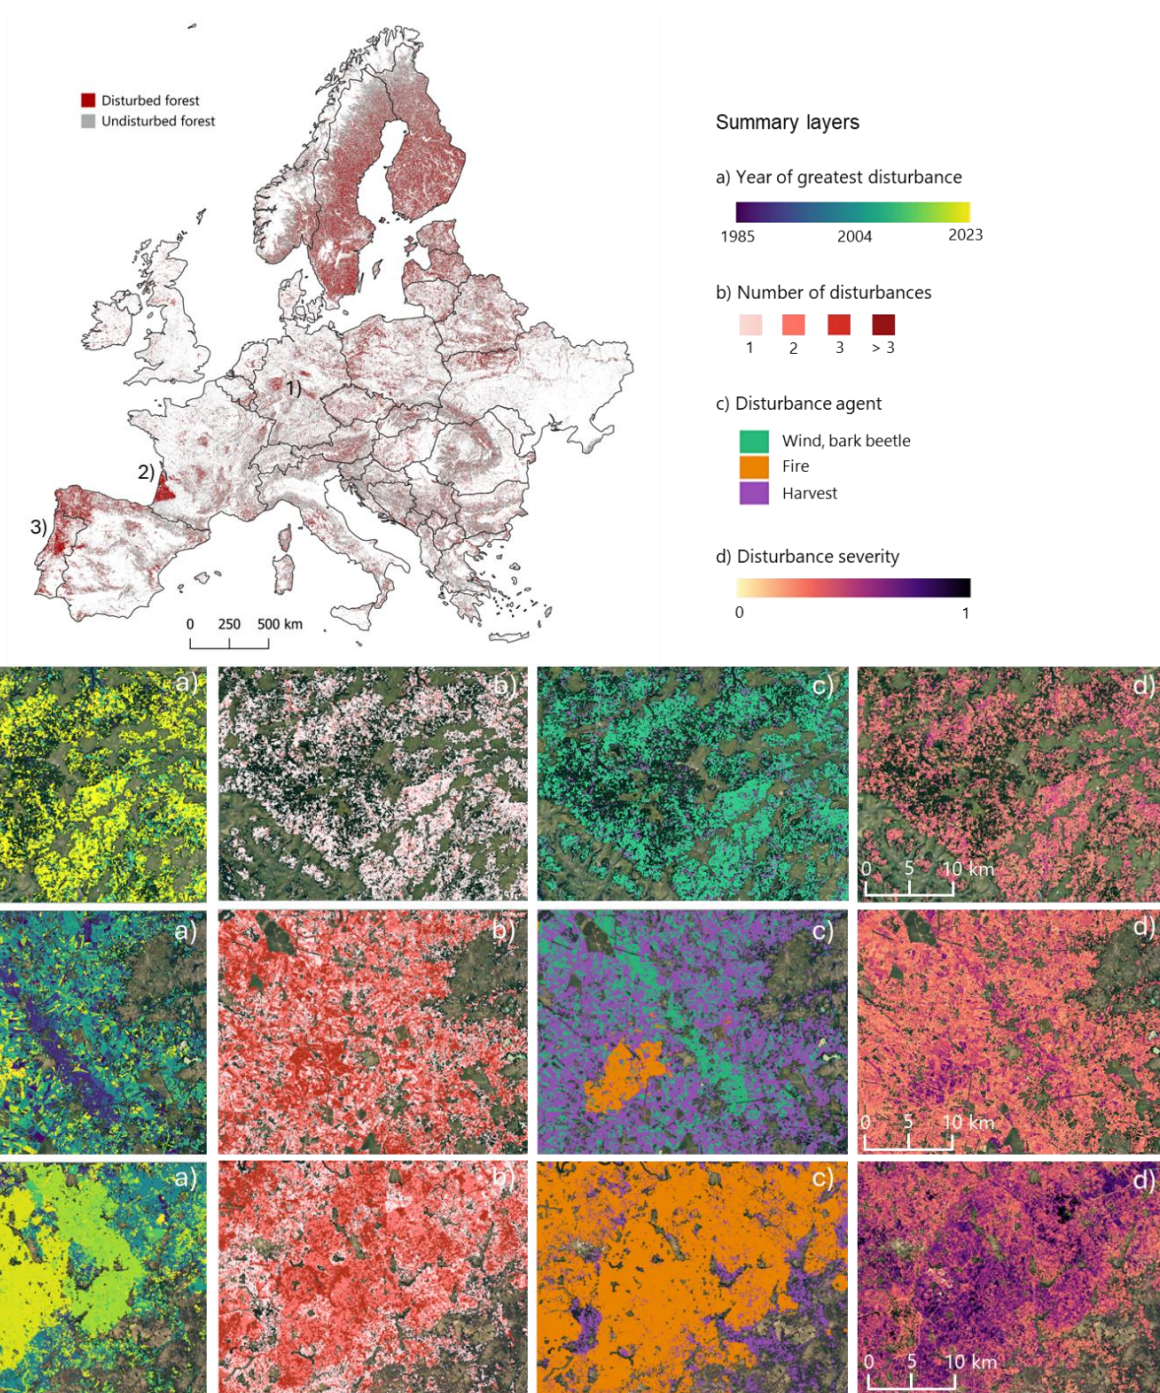 Disturbed forest
Undisturbed forest
1)
2)
3)
0 250 500 km
Summary layers
a) Year of greatest disturbance
1985 2004 2023
b) Number of disturbances
1 2 3 > 3
c) Disturbance agent
Wind, bark beetle
Fire
Harvest
d) Disturbance severity
0 1
a) b) c) d)
0 5 10 km
a) b) c) d)
0 5 10 km
a) b) c) d)
0 5 10 km